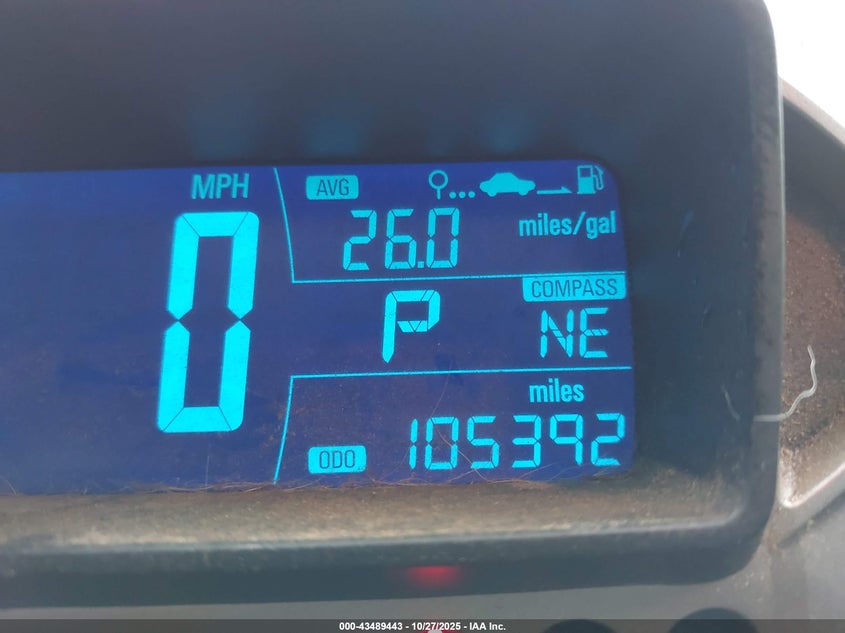 MPH
0
AVG
26.0 miles/gal
P
COMPASS
NE
miles
ODO 105392
000-43489443 - 10/27/2025 - IAA Inc.